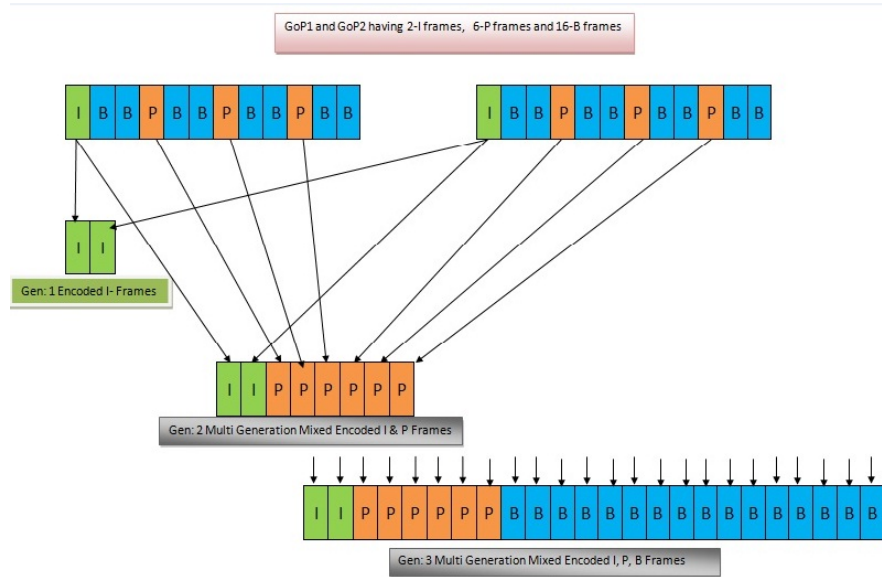 GoP1 and GoP2 having 2-I frames, 6-P frames and 16-B frames
I B B P B B P B B P B B
I B B P B B P B B P B B
I I
Gen: 1 Encoded I- Frames
I I P P P P P P
Gen: 2 Multi Generation Mixed Encoded I & P Frames
I I P P P P P P B B B B B B B B B B B B B B B B
Gen: 3 Multi Generation Mixed Encoded I, P, B Frames